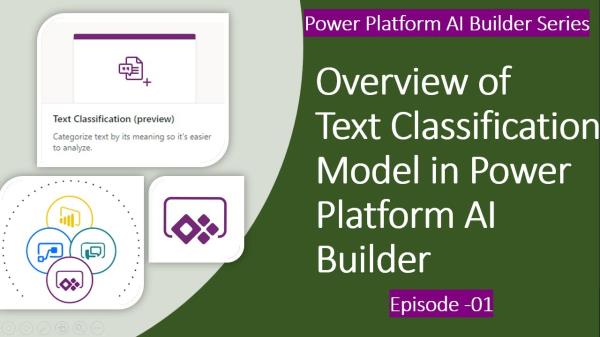 Power Platform AI Builder Series
Overview of
Text Classification
Model in Power
Platform AI
Builder
Episode -01
Text Classification (preview)
Categorize text by its meaning so it's easier
to analyze.